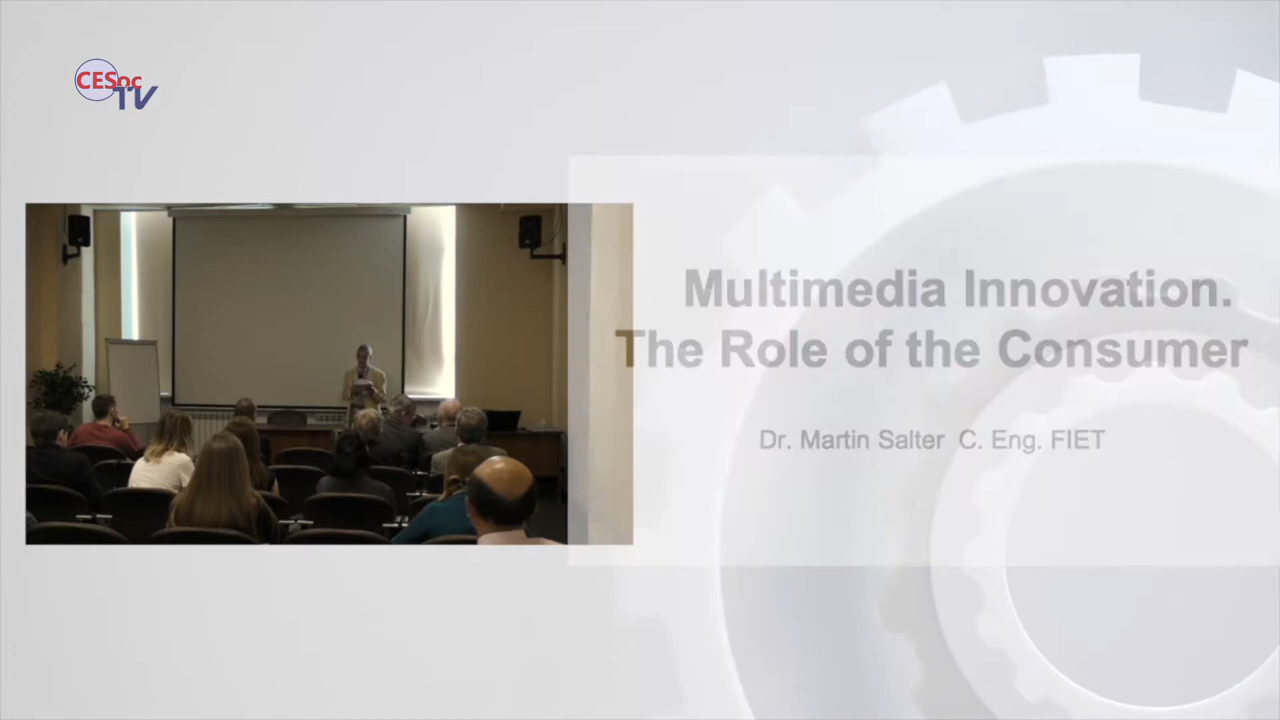 CESoc
TV
Multimedia Innovation.
The Role of the Consumer
Dr. Martin Salter C. Eng. FIET